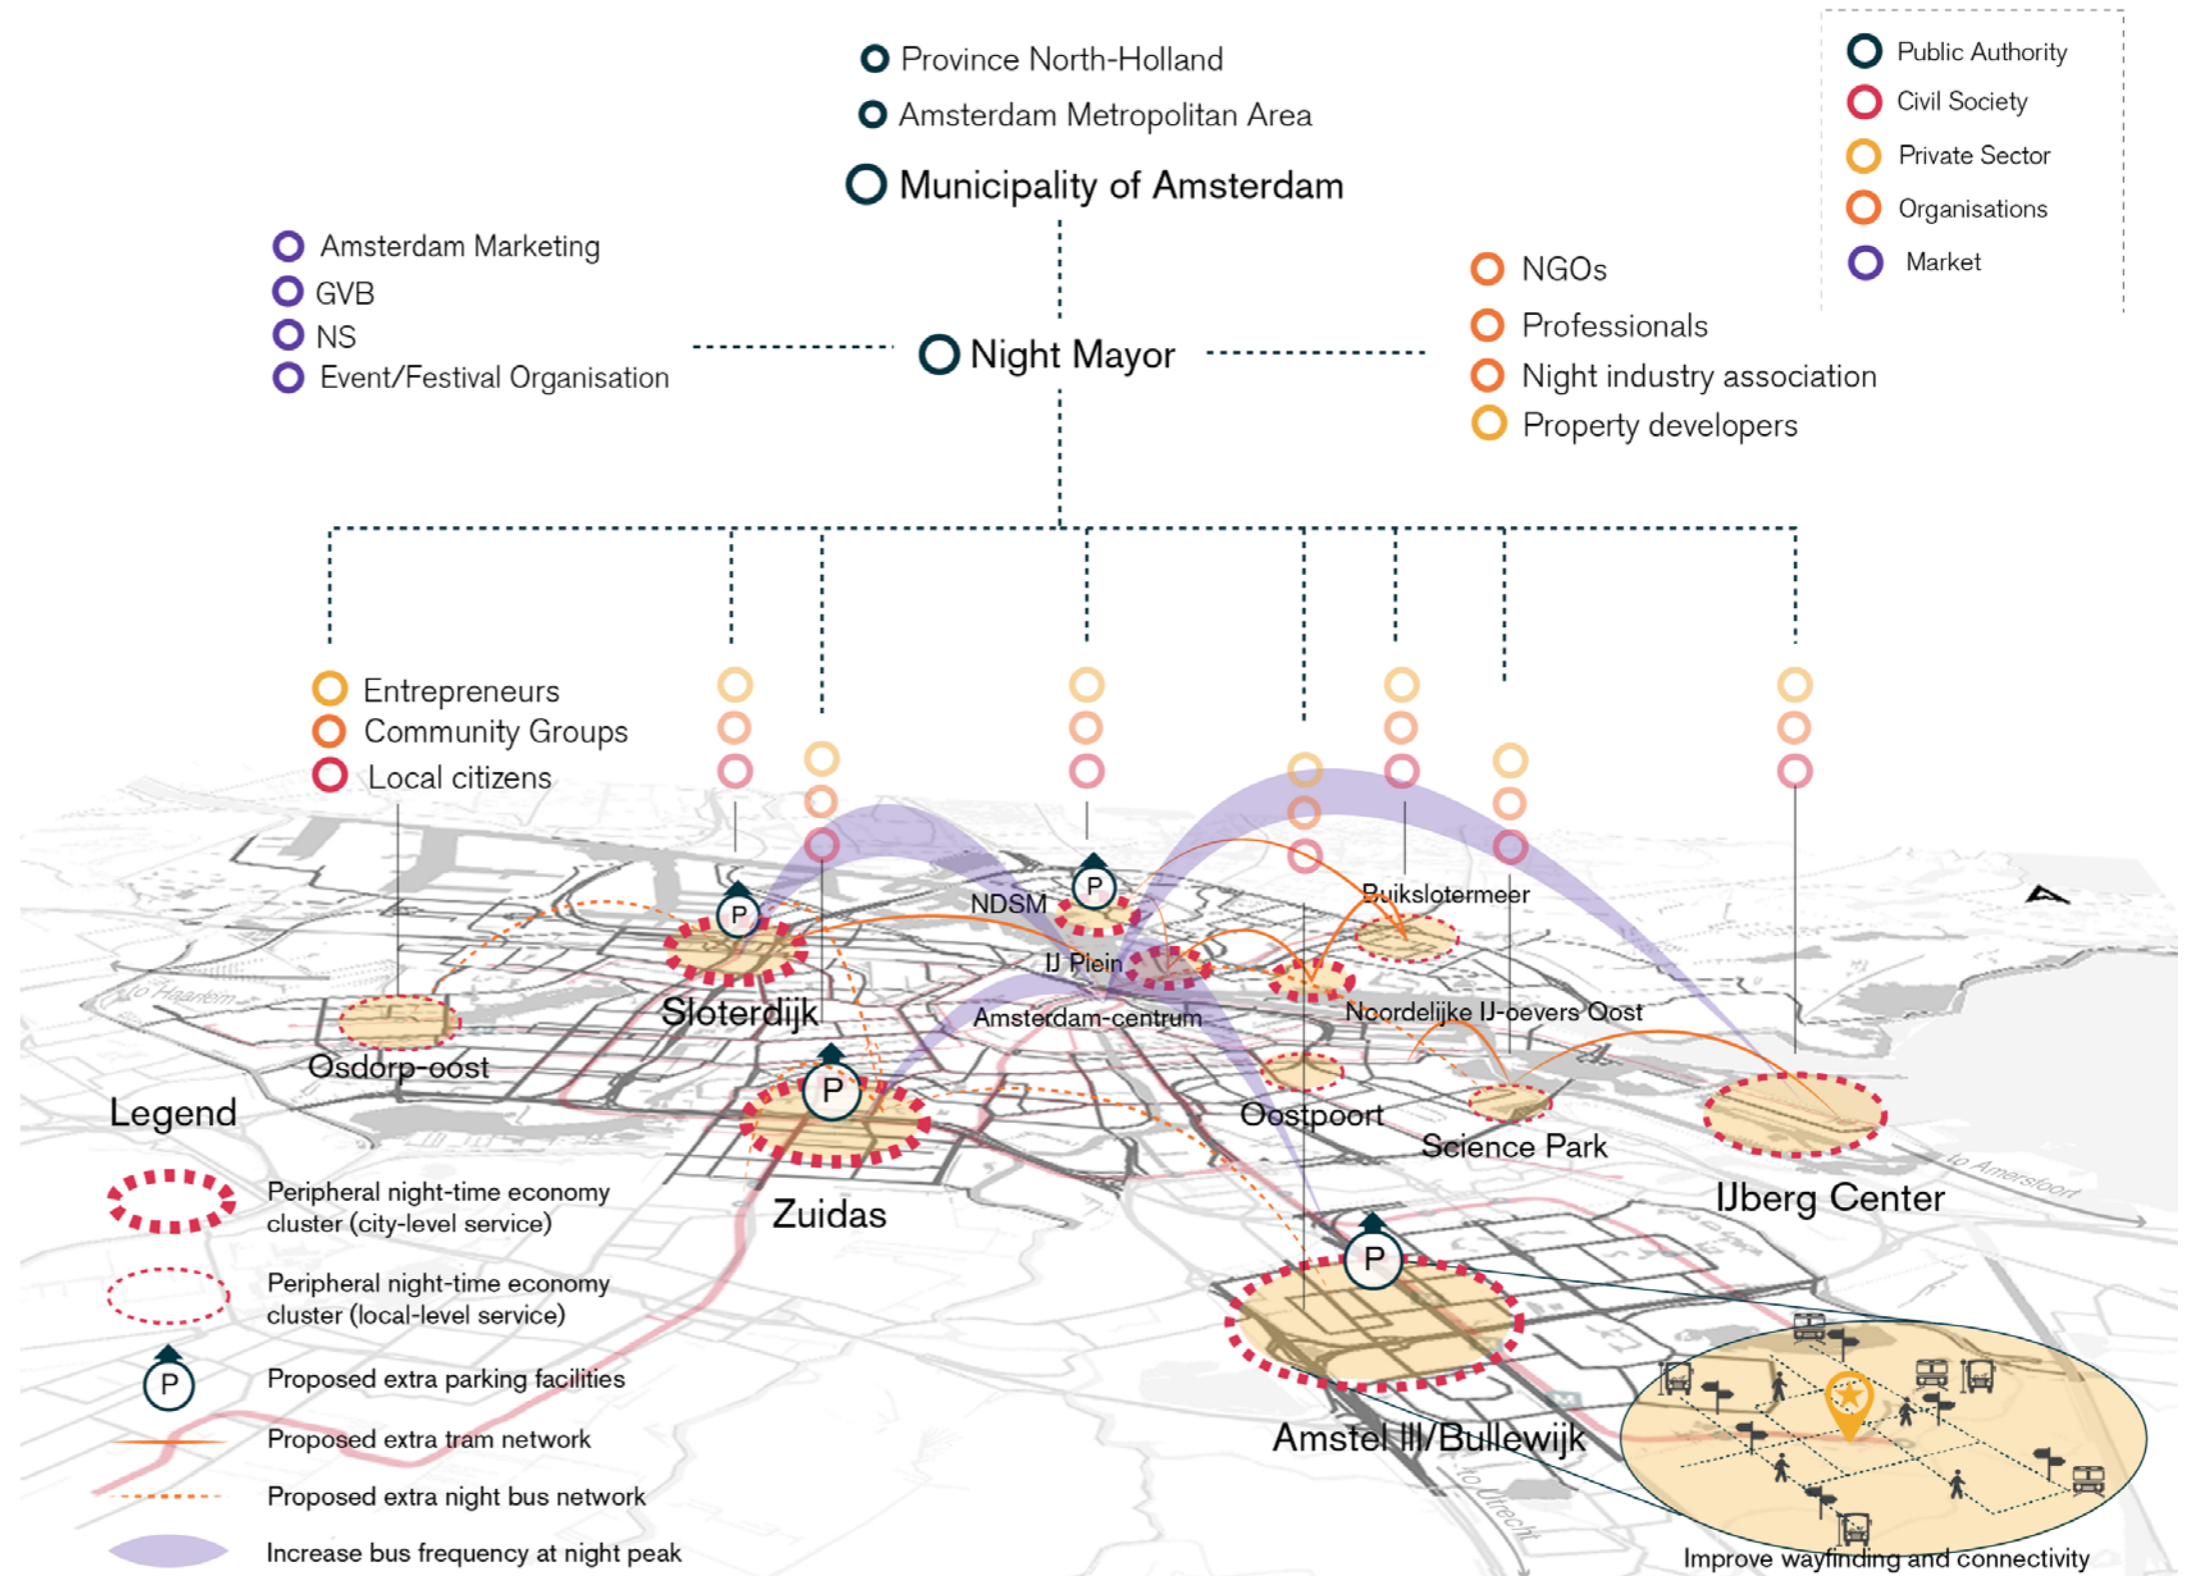 Province North-Holland
Amsterdam Metropolitan Area
Municipality of Amsterdam
Public Authority
Civil Society
Private Sector
Organisations
Market
Amsterdam Marketing
GVB
NS
Event/Festival Organisation
Night Mayor
NGOs
Professionals
Night industry association
Property developers
Entrepreneurs
Community Groups
Local citizens
P
P
NDSM
Buikslotermeer
IJ Plein
to Haarlem
Sloterdijk
Amsterdam-centrum
Noordelijke IJ-oevers Oost
Osdorp-oost
P
Oostpoort
Science Park
Zuidas
IJberg Center
to Amersfoort
P
Amstel III/Bullewijk
to Utrecht
Legend
Peripheral night-time economy
cluster (city-level service)
Peripheral night-time economy
cluster (local-level service)
P
Proposed extra parking facilities
Proposed extra tram network
Proposed extra night bus network
Increase bus frequency at night peak
Improve wayfinding and connectivity